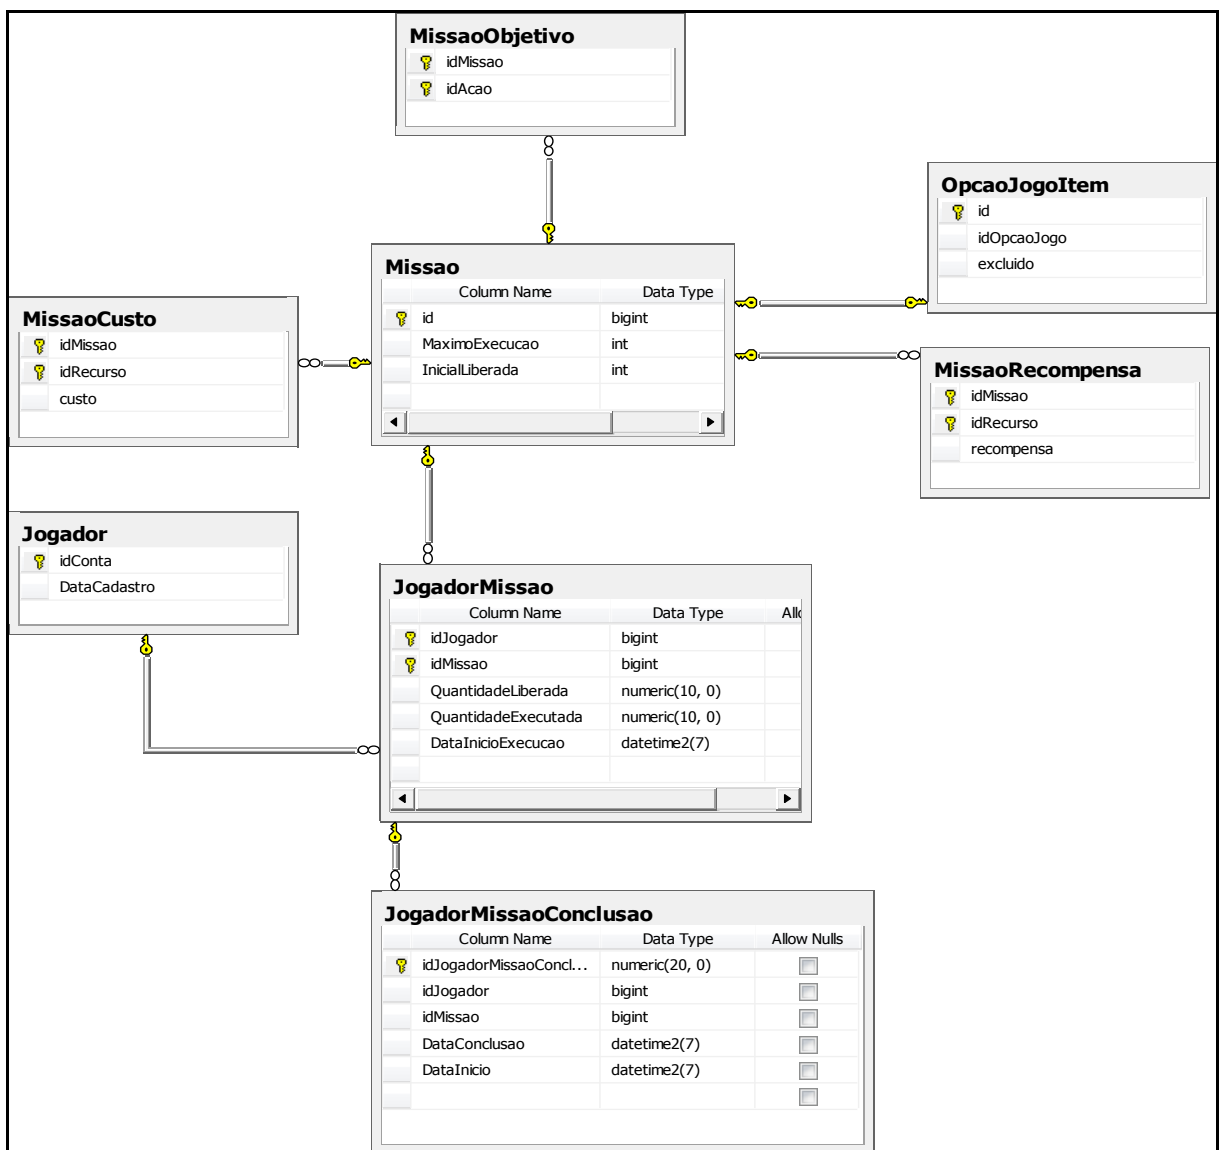 MissaoObjetivo
idMissao
idAcao
OpcaoJogoItem
id
idOpcaoJogo
excluido
Missao
Column Name Data Type
id bigint
MaximoExecucao int
InicialLiberada int
MissaoCusto
idMissao
idRecurso
custo
MissaoRecompensa
idMissao
idRecurso
recompensa
Jogador
idConta
DataCadastro
JogadorMissao
Column Name Data Type
idJogador bigint
idMissao bigint
QuantidadeLiberada numeric(10, 0)
QuantidadeExecutada numeric(10, 0)
DataInicioExecucao datetime2(7)
JogadorMissaoConclusao
Column Name Data Type Allow Nulls
idJogadorMissaoConcl... numeric(20, 0)
idJogador bigint
idMissao bigint
DataConclusao datetime2(7)
DataInicio datetime2(7)